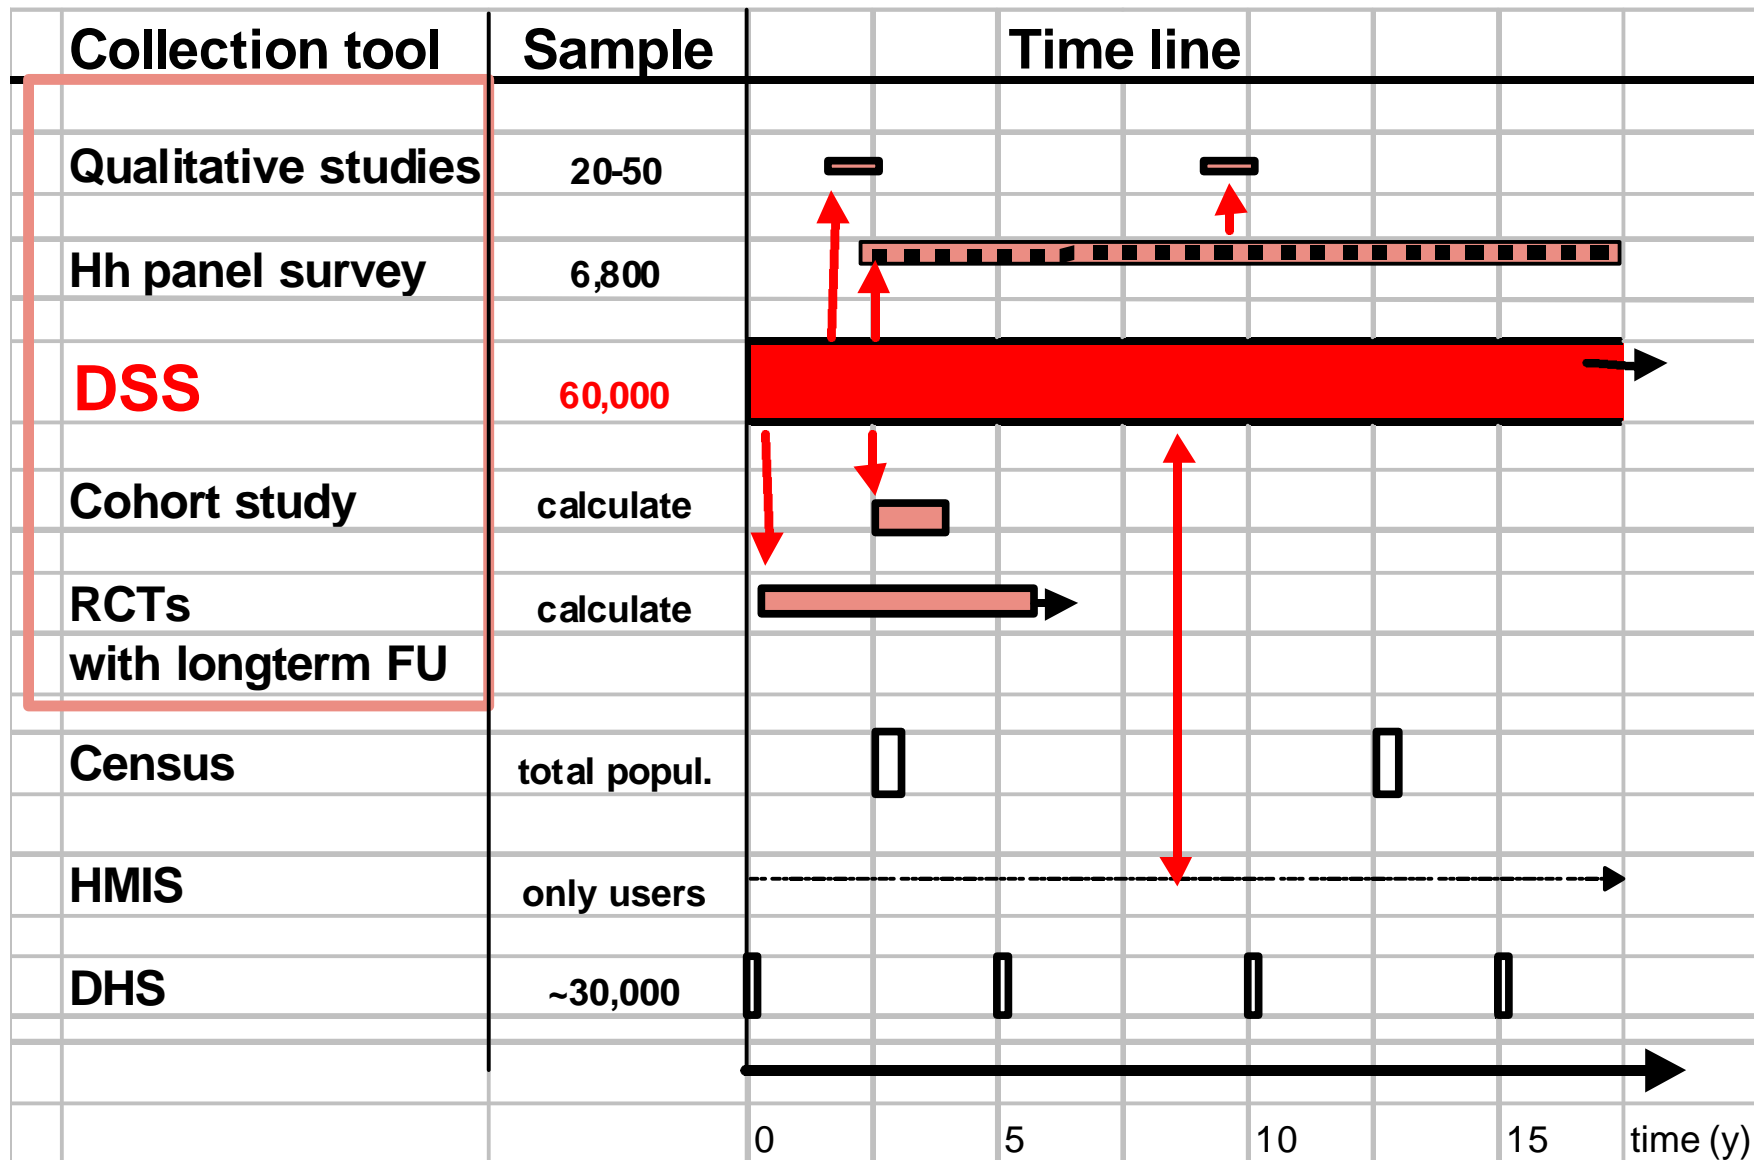 Collection tool Sample Time line
Qualitative studies 20-50
Hh panel survey 6,800
DSS 60,000
Cohort study calculate
RCTs calculate
with longterm FU
Census total popul.
HMIS only users
DHS ~30,000
0 5 10 15 time (y)